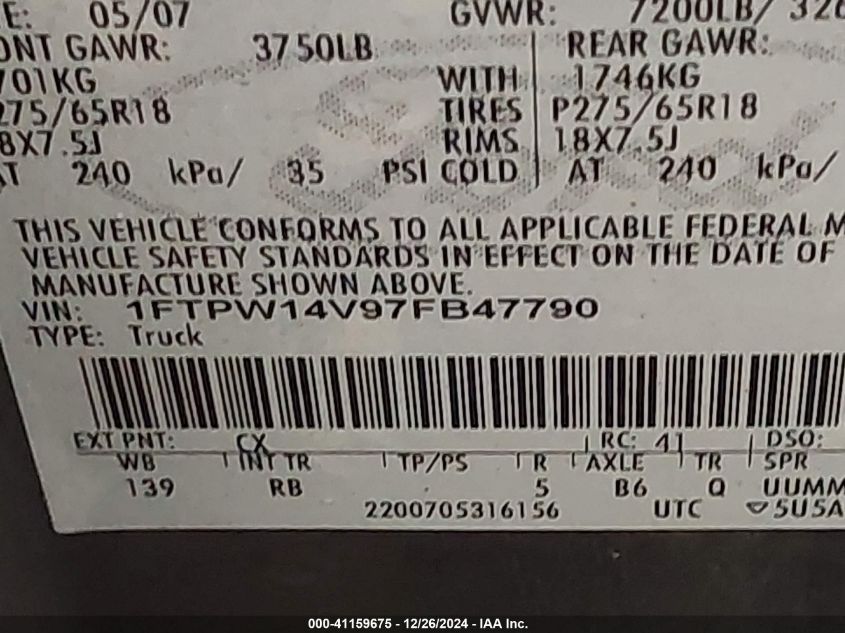 E: 05/07 GVWR: 7200LB/
ONT GAWR: 3750LB REAR GAWR:
701KG WITH 1746KG
275/65R18 TIRES P275/65R18
8X7.5J RIMS 18X7.5J
AT 240 kPa/ 35 PSI COLD AT 240 kPa/
THIS VEHICLE CONFORMS TO ALL APPLICABLE FEDERAL M
VEHICLE SAFETY STANDARDS IN EFFECT ON THE DATE OF
MANUFACTURE SHOWN ABOVE.
VIN: 1FTPW14V97FB47790
TYPE: Truck
EXT PNT: CX RC: 41 DSO:
WB INT TR TP/PS R AXLE TR SPR
139 RB 5 B6 Q UUMM
2200705316156 UTC 5U5A
000-41159675 - 12/26/2024 - IAA Inc.